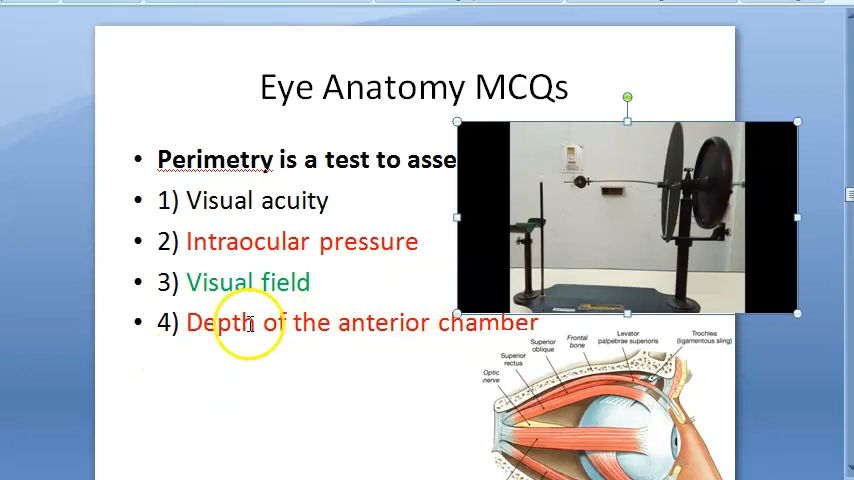 Eye Anatomy MCQs
• Perimetry is a test to asse
• 1) Visual acuity
• 2) Intraocular pressure
• 3) Visual field
• 4) Depth of the anterior chamber
Optic
nerve
Superior
rectus
Superior
oblique
Frontal
bone
Levator
palpebrae superioris
Trochlea
(ligamentous sling)